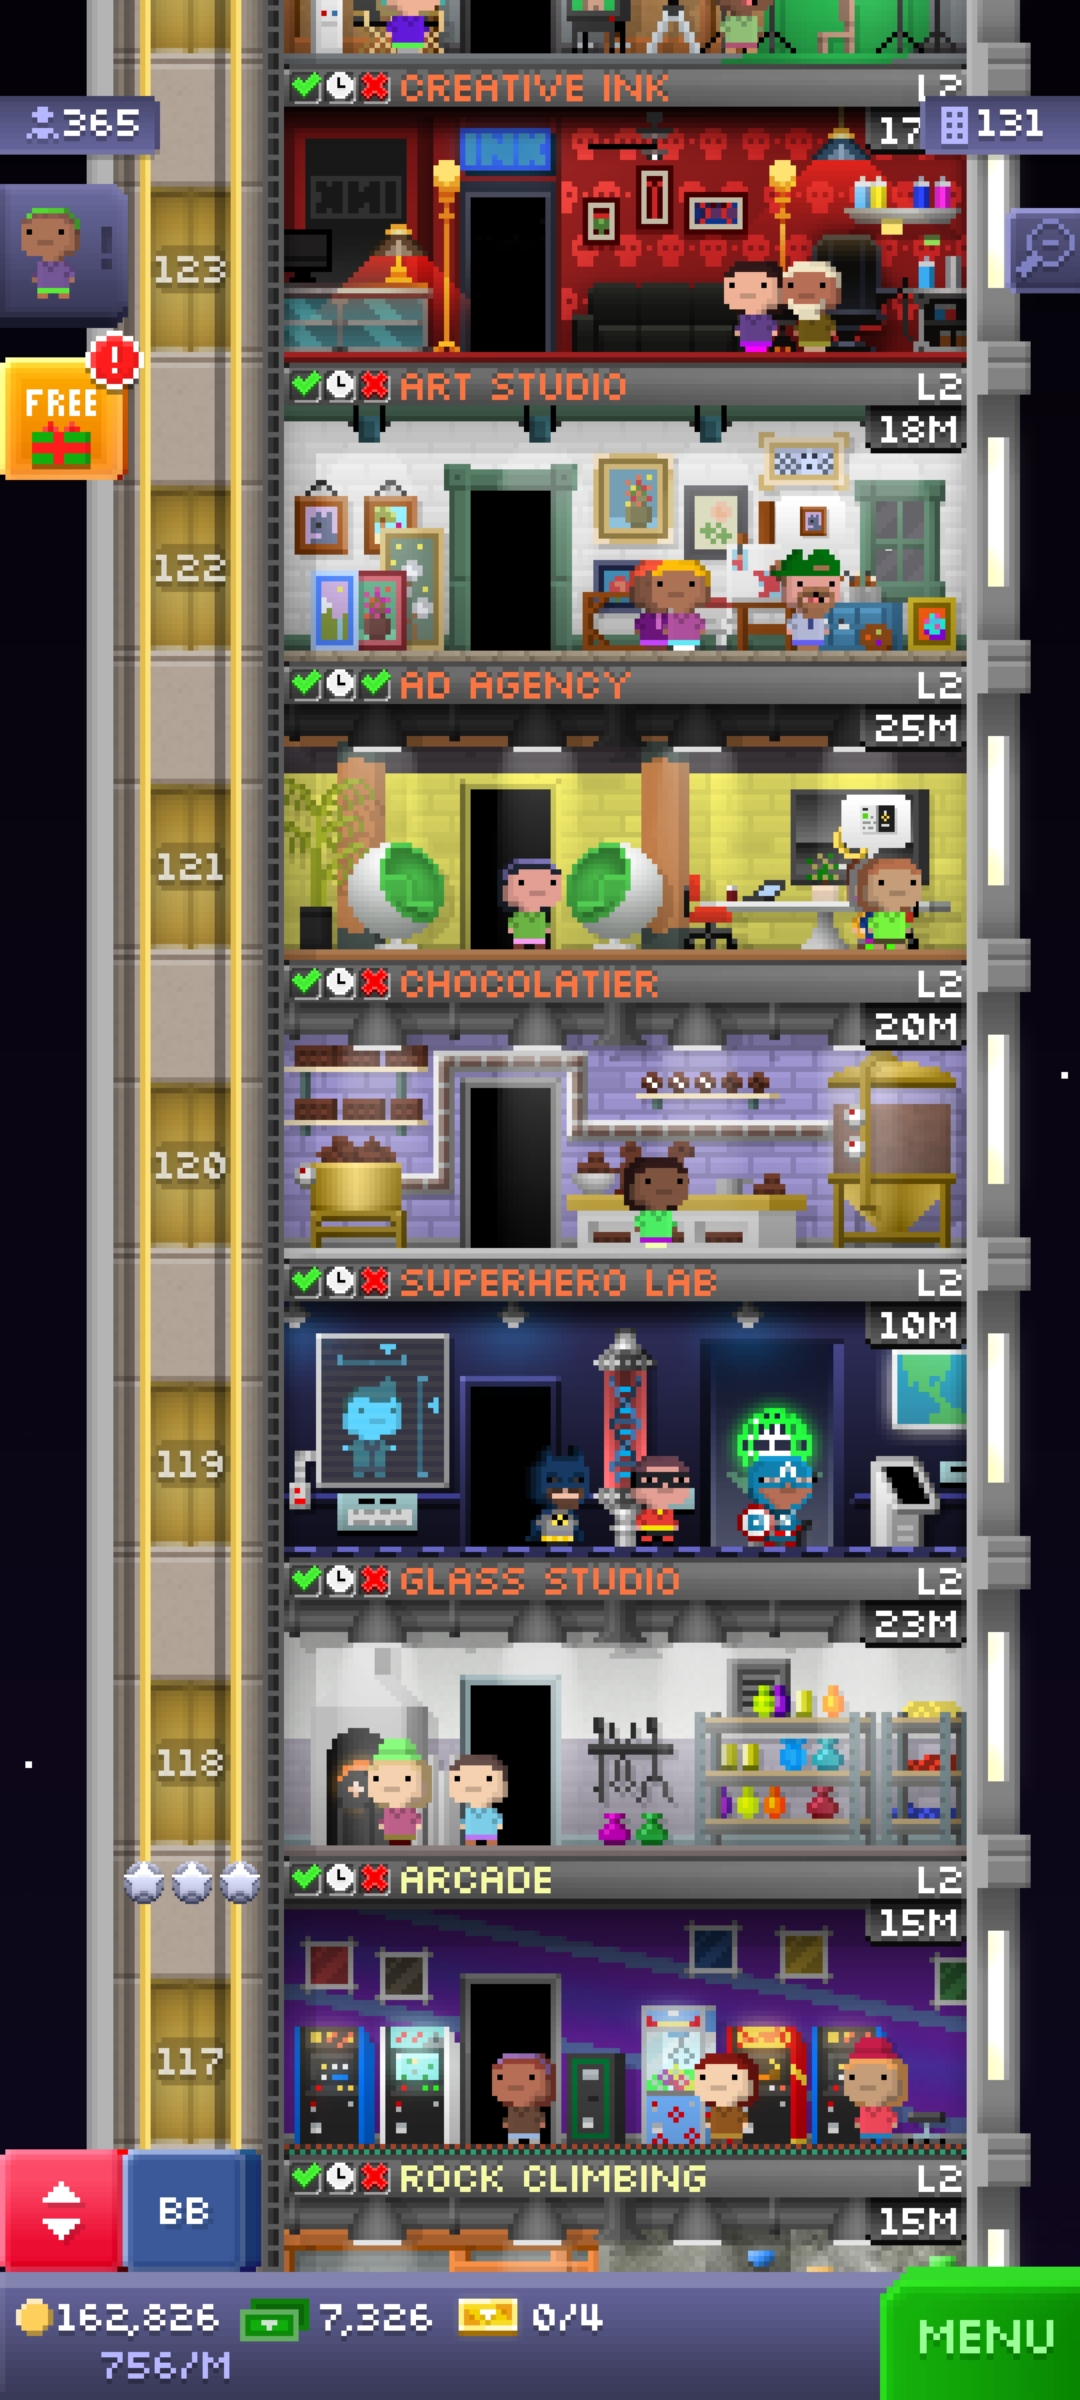 CREATIVE INK L2
365
17
131
INK
123
ART STUDIO L2
FREE
18M
122
AD AGENCY L2
25M
121
CHOCOLATIER L2
20M
120
SUPERHERO LAB L2
10M
119
GLASS STUDIO L2
23M
118
ARCADE L2
15M
117
ROCK CLIMBING L2
BB
15M
162,826 7,326 0/4
756/M
MENU